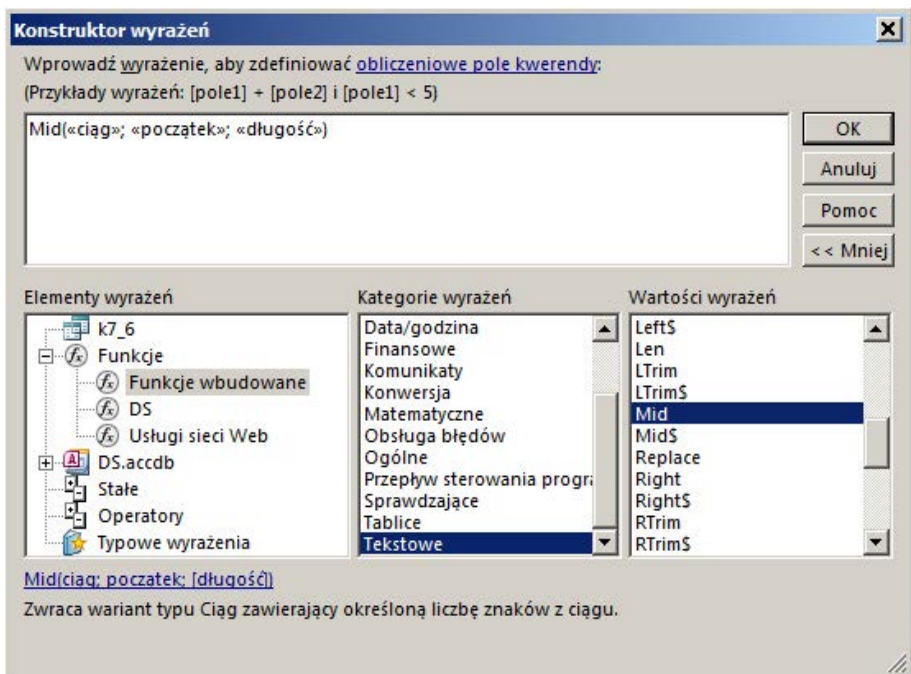 Konstruktor wyrażeń
Wprowadź wyrażenie, aby zdefiniować obliczeniowe pole kwerendy:
(Przykłady wyrażeń: [pole1] + [pole2] i [pole1] < 5)
Mid(«ciąg»; «początek»; «długość»)
OK
Anuluj
Pomoc
<< Mniej
Elementy wyrażeń
k7_6
Funkcje
Funkcje wbudowane
DS
Usługi sieci Web
DS.accdb
Stałe
Operatory
Typowe wyrażenia
Kategorie wyrażeń
Data/godzina
Finansowe
Komunikaty
Konwersja
Matematyczne
Obsługa błędów
Ogólne
Przepływ sterowania progra
Sprawdzające
Tablice
Tekstowe
Wartości wyrażeń
Left$
Len
LTrim
LTrim$
Mid
Mid$
Replace
Right
Right$
RTrim
RTrim$
Mid(ciąg; początek; [długość])
Zwraca wariant typu Ciąg zawierający określoną liczbę znaków z ciągu.